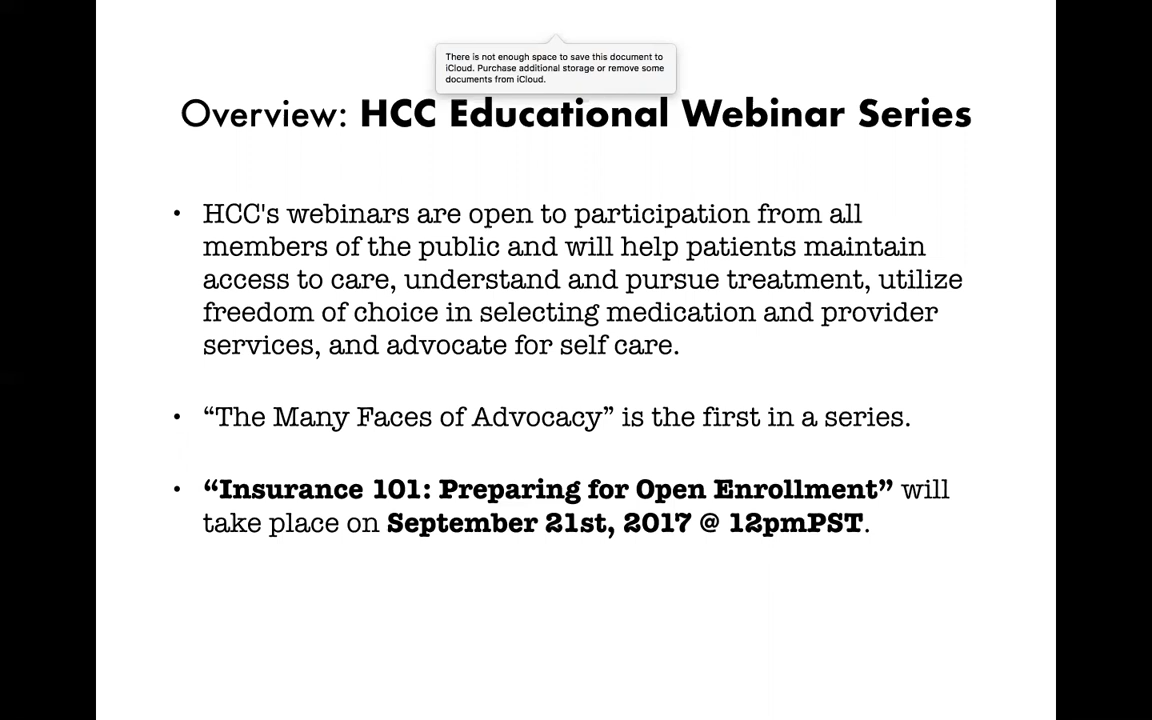 There is not enough space to save this document to
iCloud. Purchase additional storage or remove some
documents from iCloud.
Overview: HCC Educational Webinar Series
• HCC's webinars are open to participation from all
members of the public and will help patients maintain
access to care, understand and pursue treatment, utilize
freedom of choice in selecting medication and provider
services, and advocate for self care.
• “The Many Faces of Advocacy” is the first in a series.
• “Insurance 101: Preparing for Open Enrollment” will
take place on September 21st, 2017 @ 12pmPST.